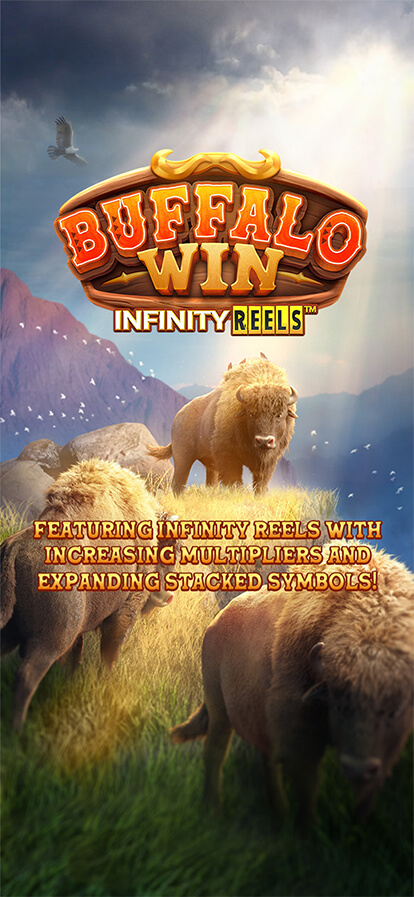 BUFFALO
WIN
INFINITY REELS™
FEATURING INFINITY REELS WITH
INCREASING MULTIPLIERS AND
EXPANDING STACKED SYMBOLS!